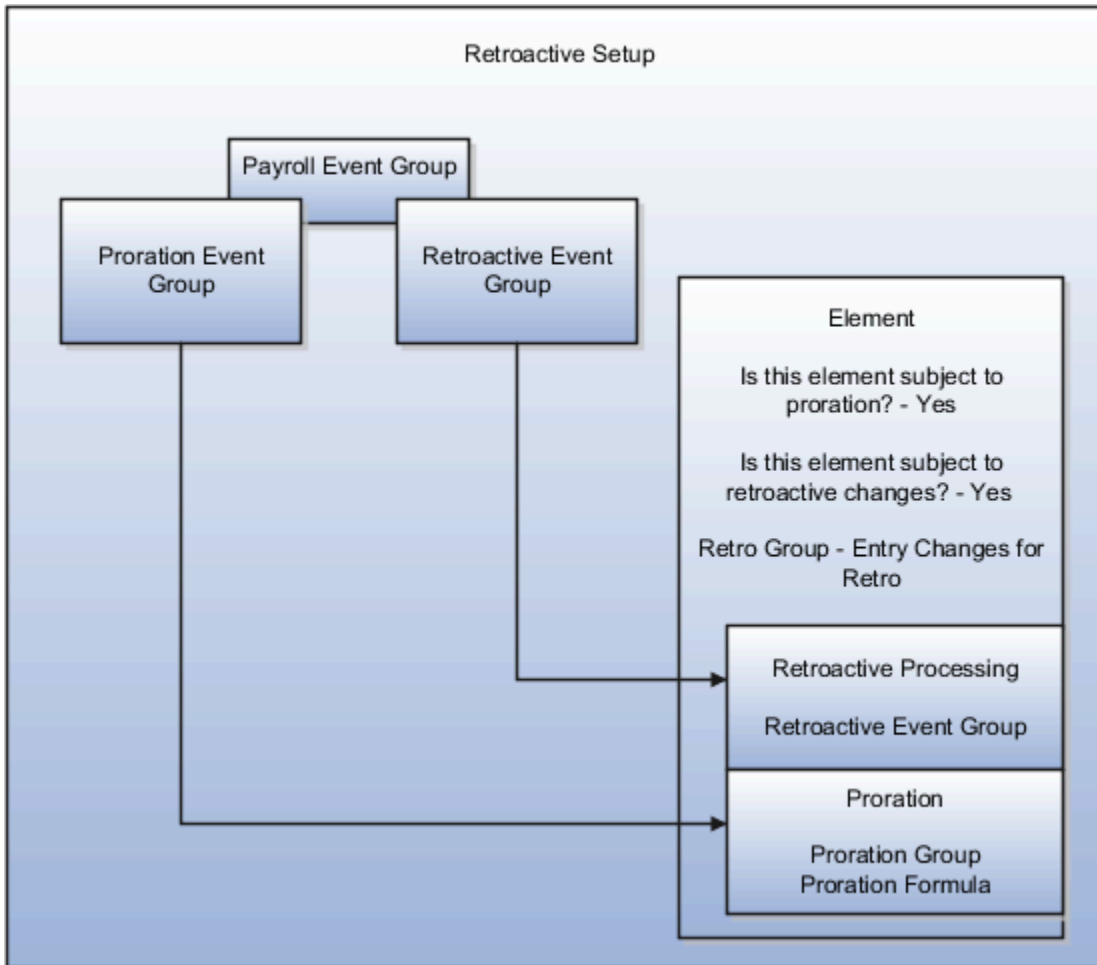 Retroactive Setup
Payroll Event Group
Proration Event
Group
Retroactive Event
Group
Element
Is this element subject to
proration? - Yes
Is this element subject to
retroactive changes? - Yes
Retro Group - Entry Changes for
Retro
Retroactive Processing
Retroactive Event Group
Proration
Proration Group
Proration Formula